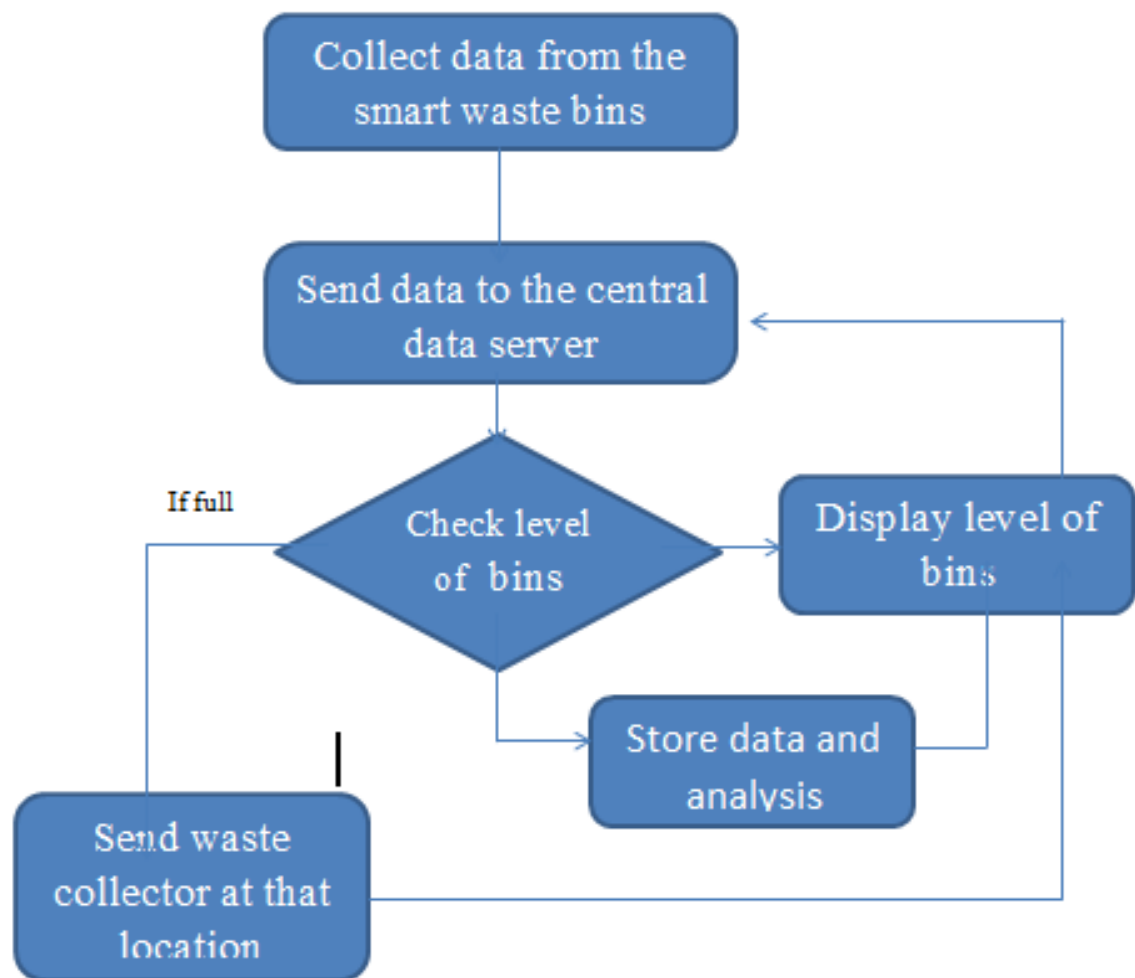 Collect data from the
smart waste bins
Send data to the central
data server
If full
Check level
of bins
Display level of
bins
Store data and
analysis
Send waste
collector at that
location